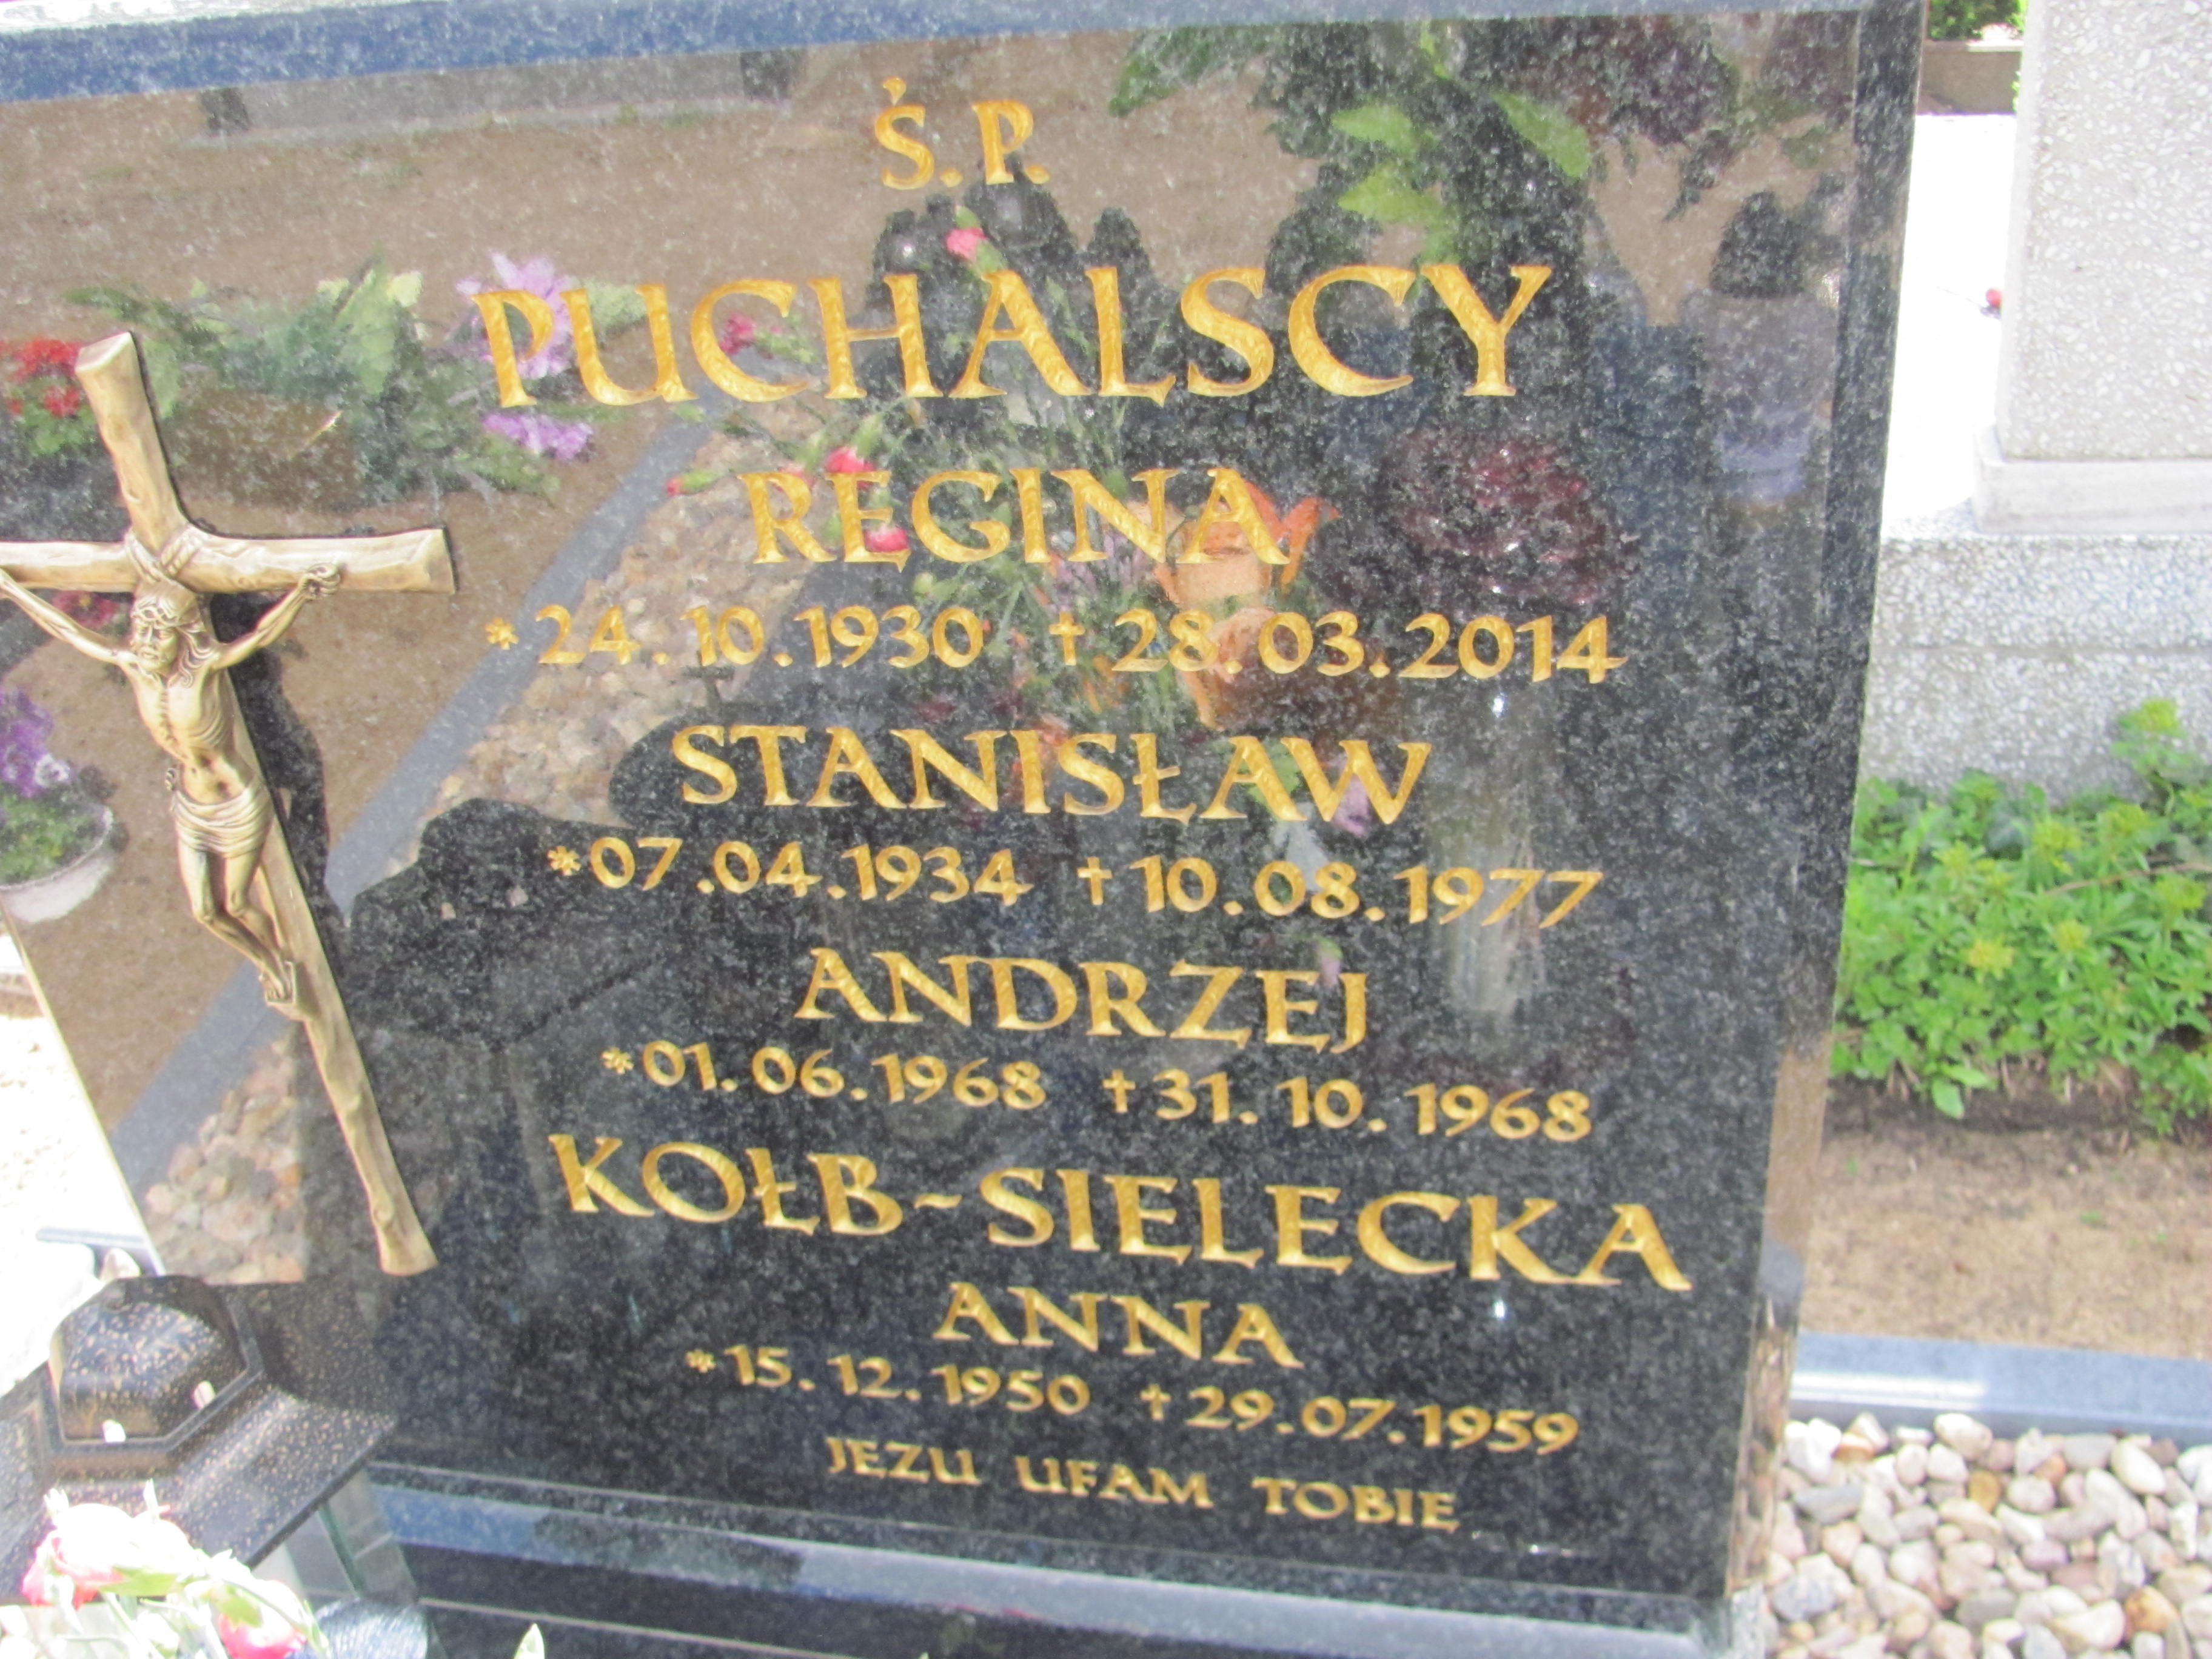 Ś.P.
PUCHALSCY
REGINA
*24.10.1930 †28.03.2014
STANISŁAW
*07.04.1934 †10.08.1977
ANDRZEJ
*01.06.1968 †31.10.1968
KOŁB-SIELECKA
ANNA
*15.12.1950 †29.07.1959
JEZU UFAM TOBIE